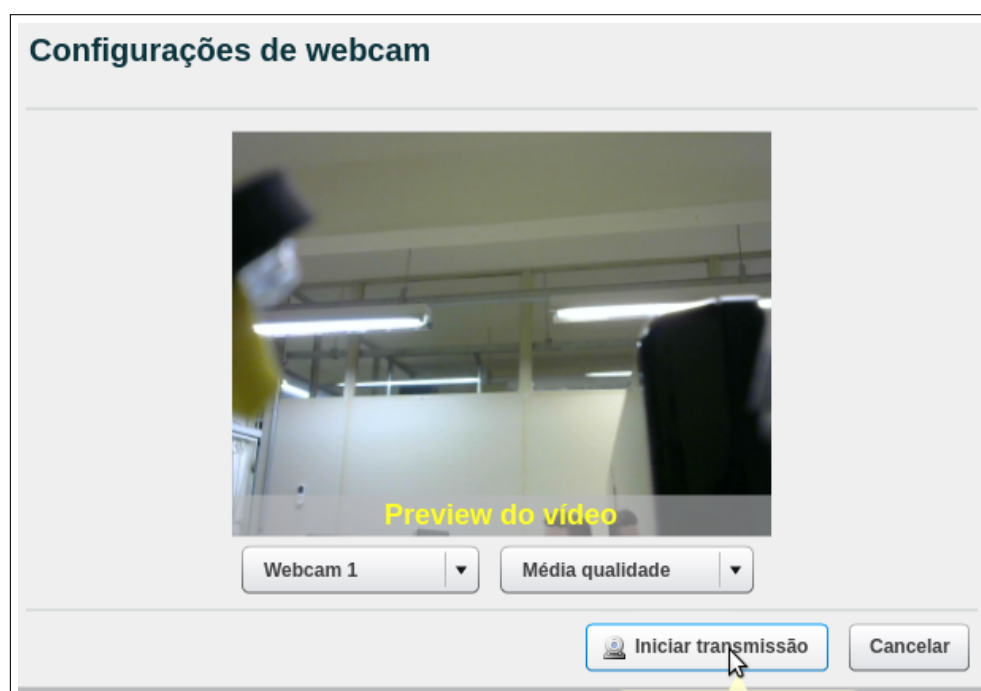 Configurações de webcam
Preview do vídeo
Webcam 1
Média qualidade
Iniciar transmissão
Cancelar